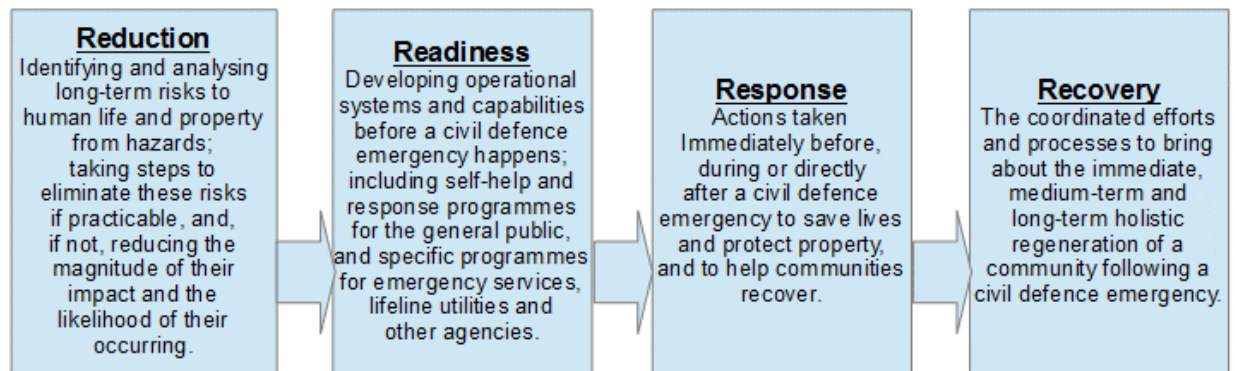 Reduction
Identifying and analysing
long-term risks to
human life and property
from hazards;
taking steps to
eliminate these risks
if practicable, and,
if not, reducing the
magnitude of their
impact and the
likelihood of their
occurring.
Readiness
Developing operational
systems and capabilities
before a civil defence
emergency happens;
including self-help and
response programmes
for the general public,
and specific programmes
for emergency services,
lifeline utilities and
other agencies.
Response
Actions taken
Immediately before,
during or directly
after a civil defence
emergency to save lives
and protect property,
and to help communities
recover.
Recovery
The coordinated efforts
and processes to bring
about the immediate,
medium-term and
long-term holistic
regeneration of a
community following a
civil defence emergency.